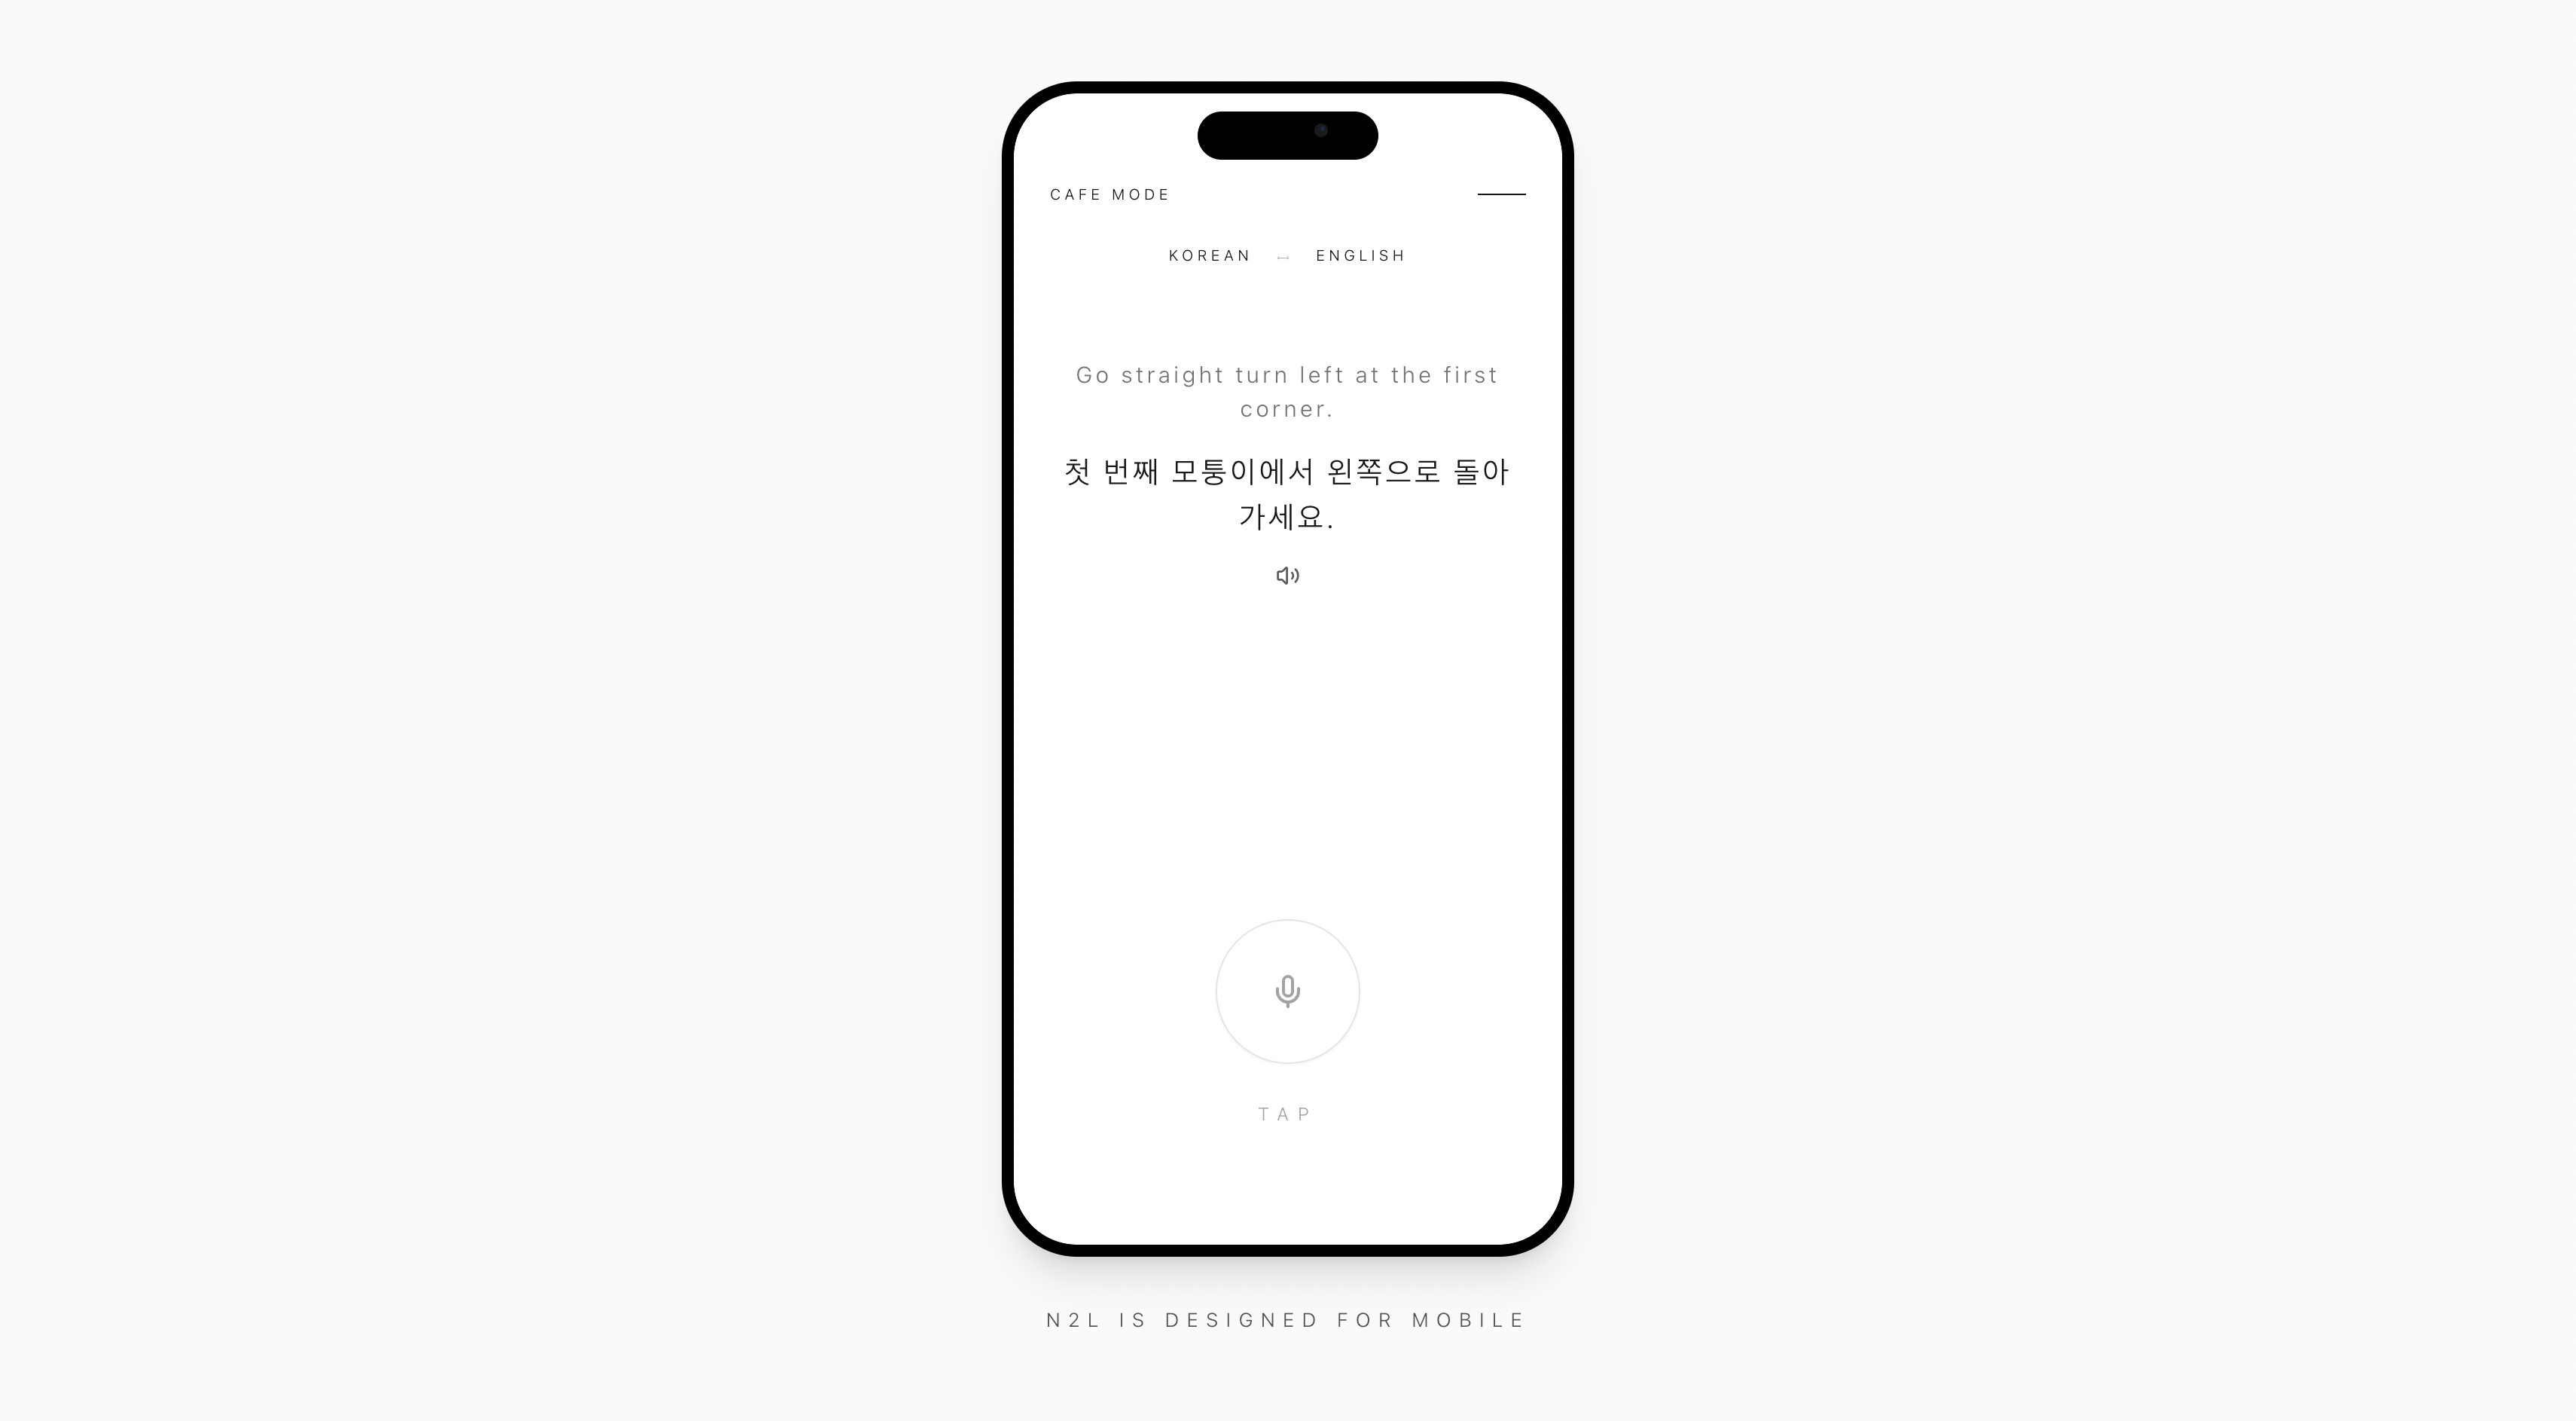 CAFE MODE
KOREAN ↔ ENGLISH
Go straight turn left at the first
corner.
첫 번째 모퉁이에서 왼쪽으로 돌아
가세요.
TAP
N2L IS DESIGNED FOR MOBILE